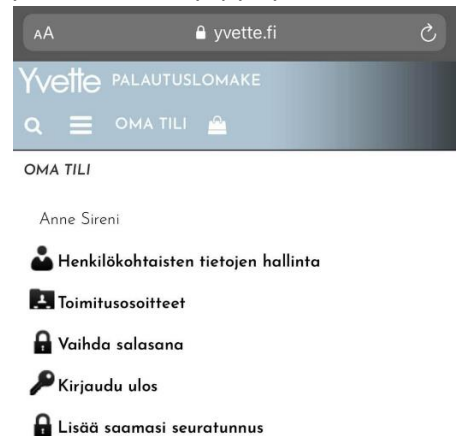 AA yvette.fi
Yvette PALAUTUSLOMAKE
OMA TILI
OMA TILI
Anne Sireni
Henkilökohtaisten tietojen hallinta
Toimitusosoitteet
Vaihda salasana
Kirjaudu ulos
Lisää saamasi seuratunnus